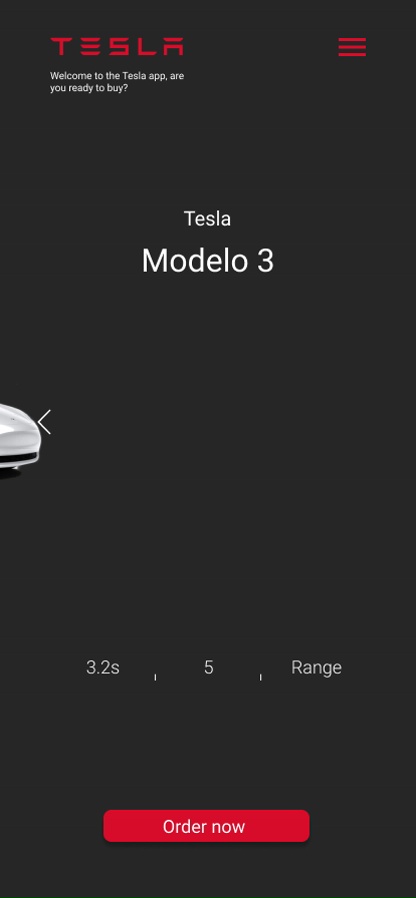 TESLA
Welcome to the Tesla app, are
you ready to buy?
Tesla
Modelo 3
3.2s
5
Range
Order now